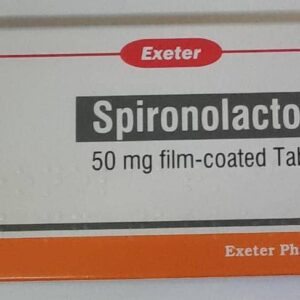 Exeter
Spironolacto
50 mg film-coated Tab
Exeter Ph